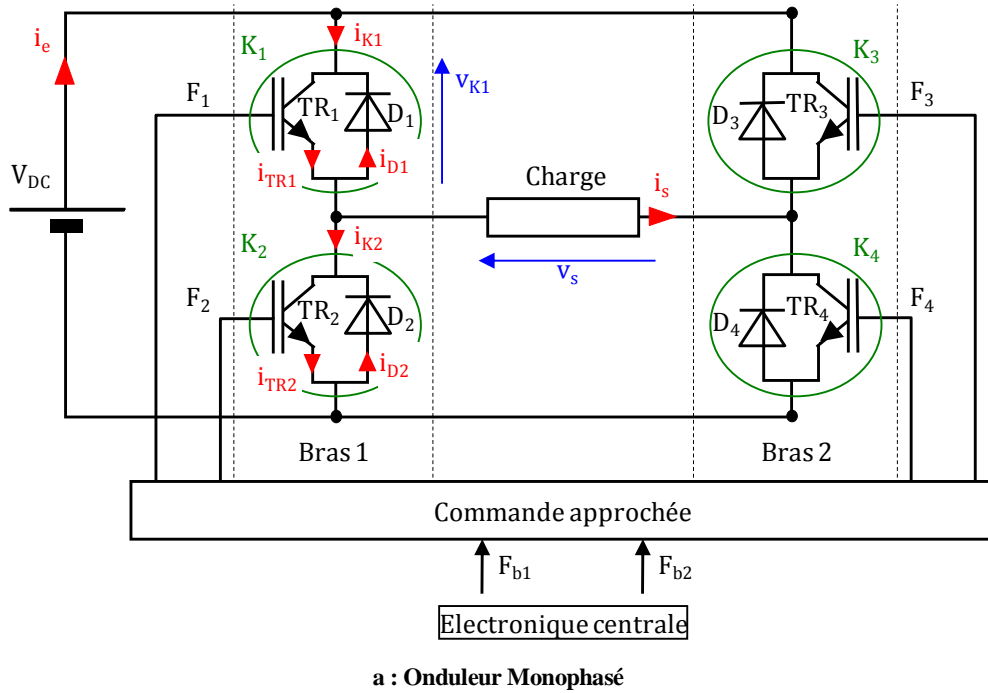 i_e
K_1
i_K1
v_K1
K_3
F_1
TR_1
D_1
D_3
TR_3
F_3
i_TR1
i_D1
V_DC
Charge
i_s
K_2
i_K2
v_s
K_4
F_2
TR_2
D_2
D_4
TR_4
F_4
i_TR2
i_D2
Bras 1
Bras 2
Commande approchée
F_b1
F_b2
Electronique centrale
a : Onduleur Monophasé